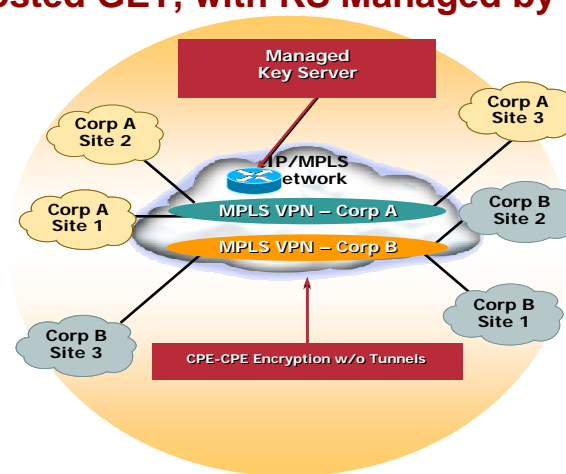 osted GET, with KS Managed by
Managed
Key Server
Corp A
Site 3
Corp A
Site 2
IP/MPLS
Network
Corp A
Site 1
MPLS VPN – Corp A
Corp B
Site 2
MPLS VPN – Corp B
Corp B
Site 3
Corp B
Site 1
CPE-CPE Encryption w/o Tunnels